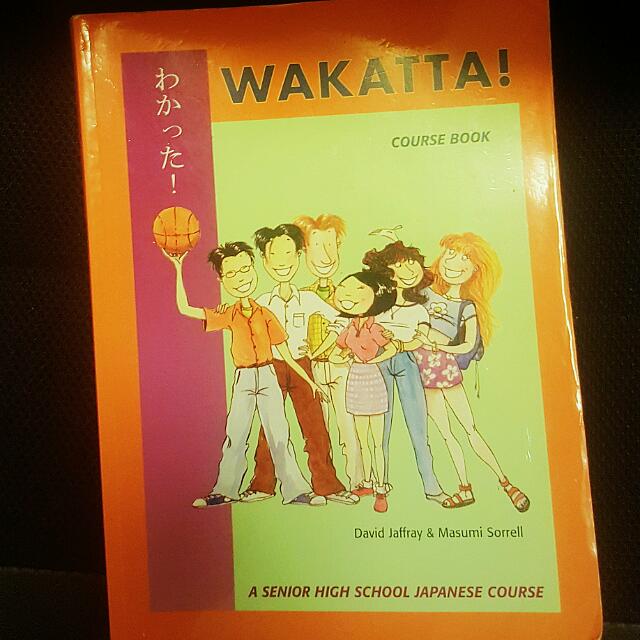 わかった！
WAKATTA!
COURSE BOOK
David Jaffray & Masumi Sorrell
A SENIOR HIGH SCHOOL JAPANESE COURSE